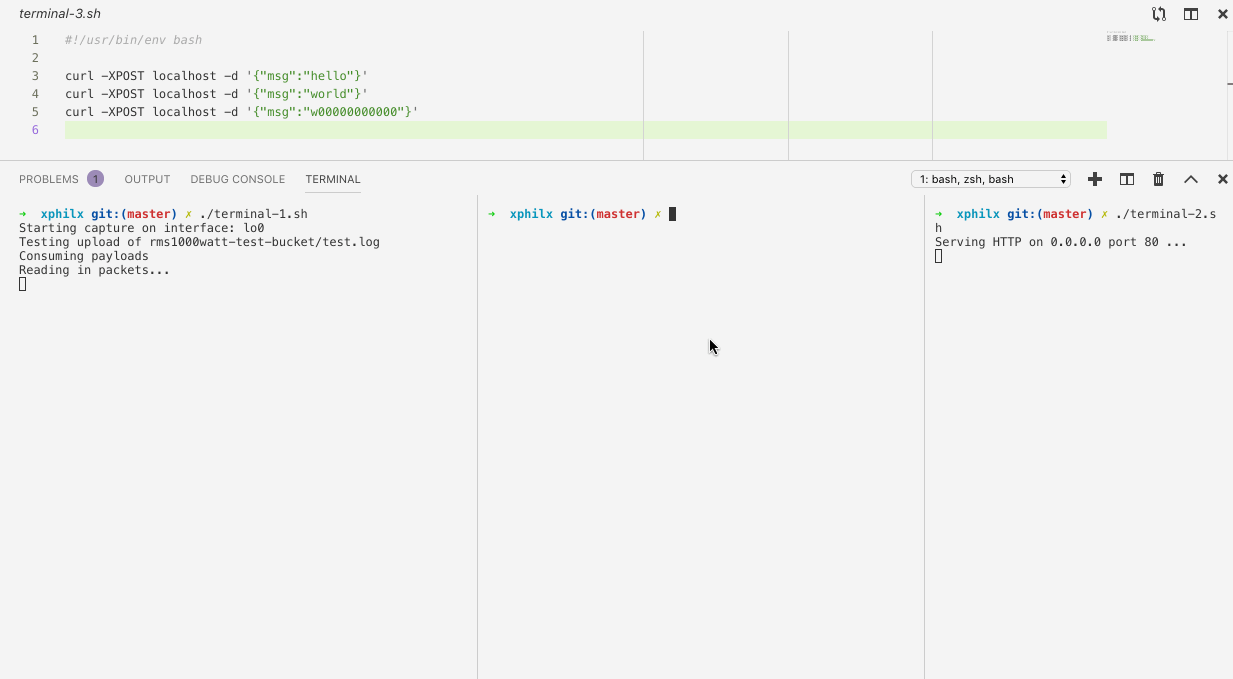 terminal-3.sh
1 #!/usr/bin/env bash
2
3 curl -XPOST localhost -d '{"msg":"hello"}'
4 curl -XPOST localhost -d '{"msg":"world"}'
5 curl -XPOST localhost -d '{"msg":"w00000000000"}'
6
PROBLEMS 1 OUTPUT DEBUG CONSOLE TERMINAL 1: bash, zsh, bash
➜ xphilx git:(master) ✗ ./terminal-1.sh
Starting capture on interface: lo0
Testing upload of rms1000watt-test-bucket/test.log
Consuming payloads
Reading in packets...
➜ xphilx git:(master) ✗
➜ xphilx git:(master) ✗ ./terminal-2.s
h
Serving HTTP on 0.0.0.0 port 80 ...